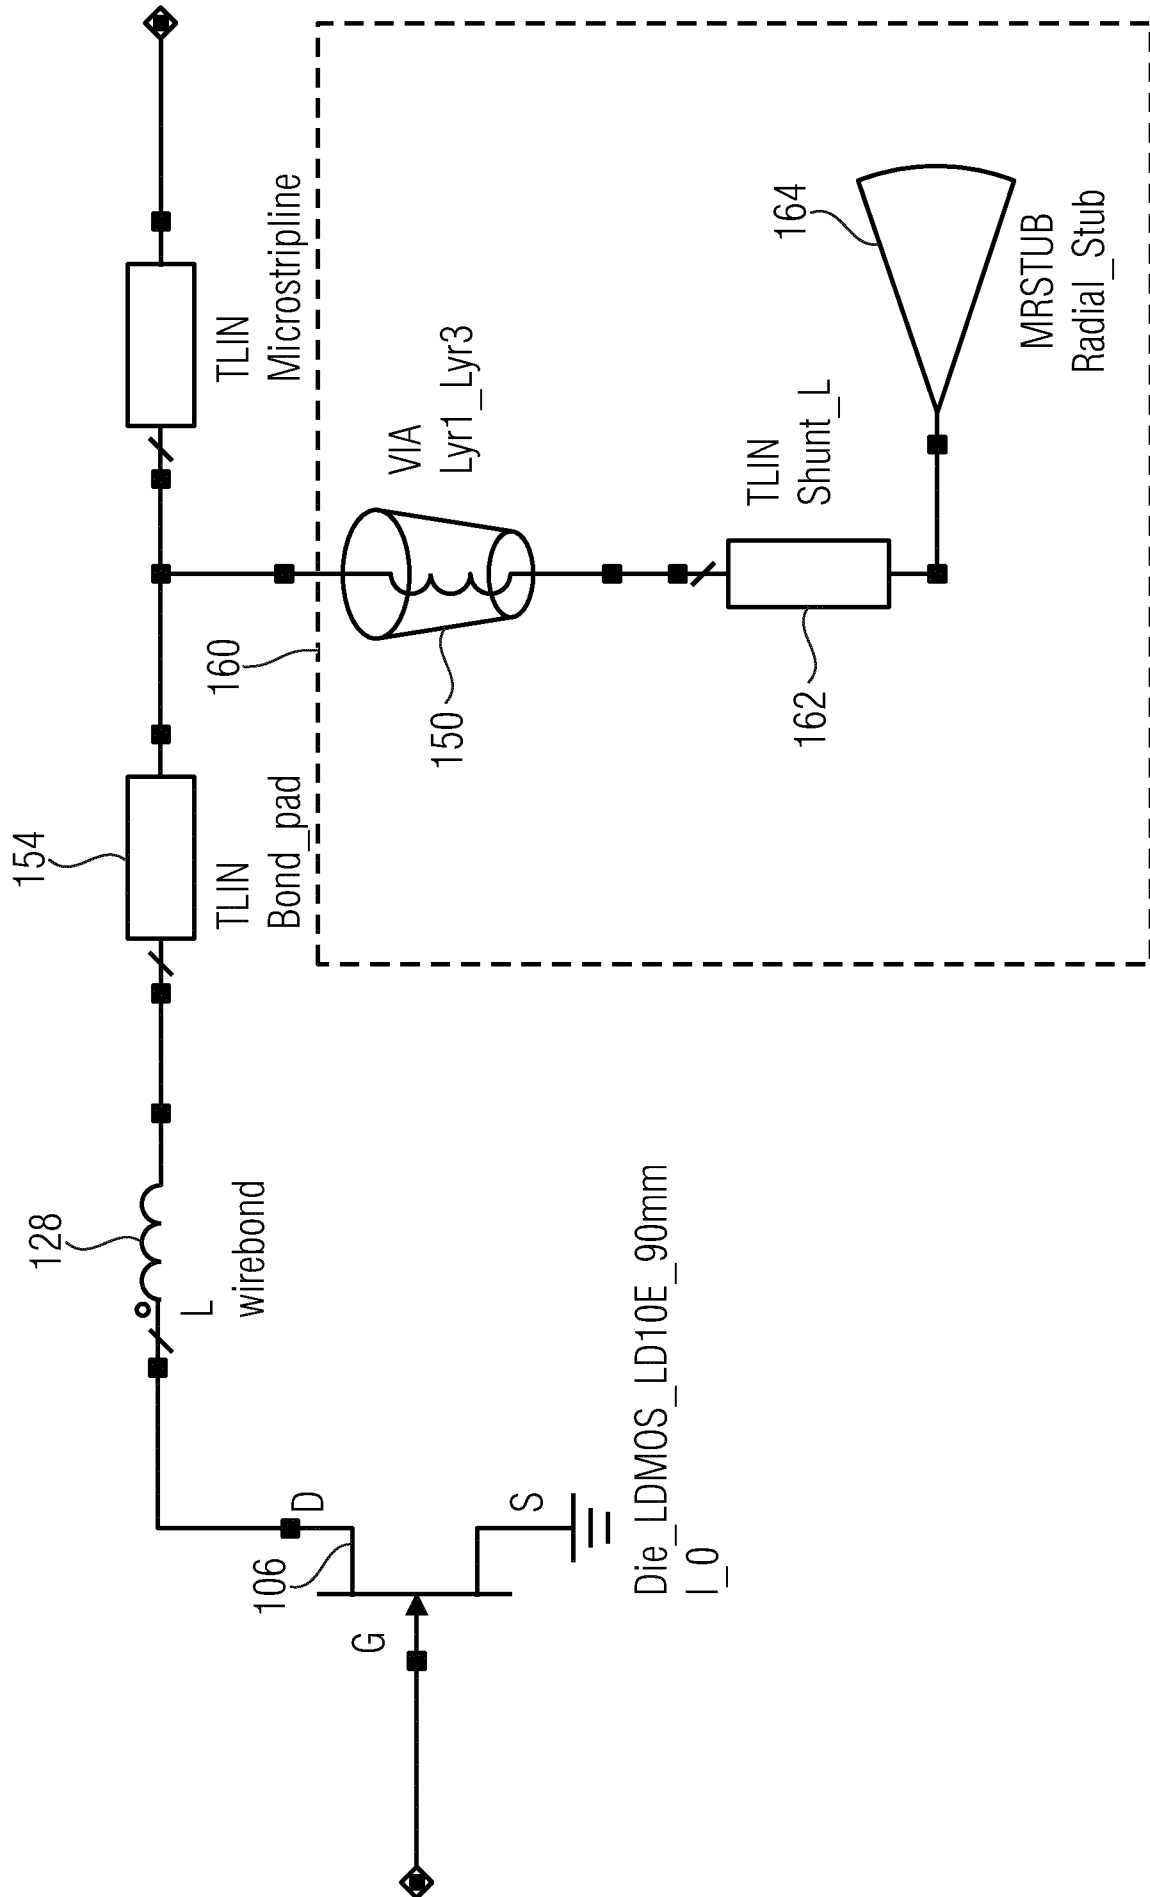 106
G
D
S
Die_LDMOS_LD10E_90mm
I_0
128
L
wirebond
154
TLIN
Bond_pad
TLIN
Microstripline
160
150
VIA
Lyr1_Lyr3
162
TLIN
Shunt_L
164
MRSTUB
Radial_Stub